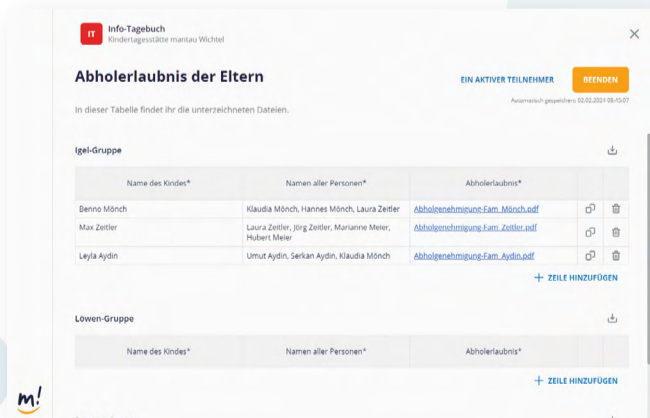 IT
Info-Tagebuch
Kindertagesstätte mantau Wichtel
Abholerlaubnis der Eltern
EIN AKTIVER TEILNEHMER
BEENDEN
In dieser Tabelle findet ihr die unterzeichneten Dateien.
Automatisch gespeichert: 02.02.2024
Igel-Gruppe
Name des Kindes* Namen aller Personen* Abholerlaubnis*
Benno Mönch Klaudia Mönch, Hannes Mönch, Laura Zeitler Abholgenehmigung-Fam_Mönch.pdf
Max Zeitler Laura Zeitler, Jörg Zeitler, Marianne Meier, Abholgenehmigung-Fam_Zeitler.pdf
Hubert Meier
Leyla Aydin Umut Aydin, Serkan Aydin, Klaudia Mönch Abholgenehmigung-Fam_Aydin.pdf
+ ZEILE HINZUFÜGEN
Löwen-Gruppe
Name des Kindes* Namen aller Personen* Abholerlaubnis*
+ ZEILE HINZUFÜGEN
m!